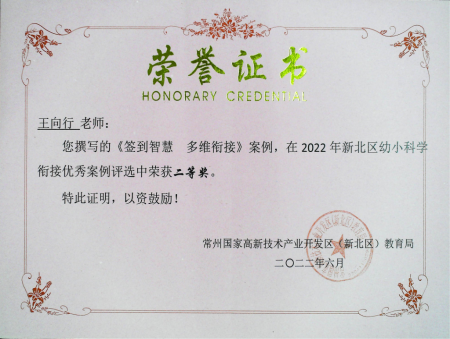 荣誉证书
HONORARY CREDENTIAL
王向行 老师：
您撰写的《签到智慧 多维衔接》案例，在 2022 年新北区幼小科学
衔接优秀案例评选中荣获二等奖。
特此证明，以资鼓励！
常州国家高新技术产业开发区（新北区）教育局
二〇二二年六月